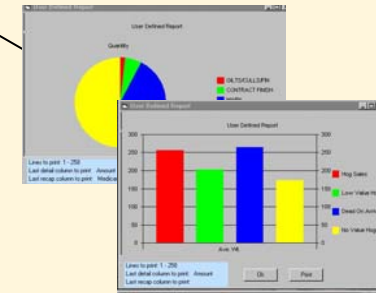 User Defined Report
User Defined Report
Quantity
GILTS/CULLS/FIN
CONTRACT FINISH
Lines to print: 1 - 250
Last detail column to print: Amount
Last recap column to print: Medica
User Defined Report
User Defined Report
300
250
200
150
100
50
0
300
250
200
150
100
50
0
Avg. Wt.
Hog Sales
Low Value Ho
Dead On Arriv
No Value Hog
Lines to print: 1 - 250
Last detail column to print: Amount
Last recap column to print:
Ok
Print